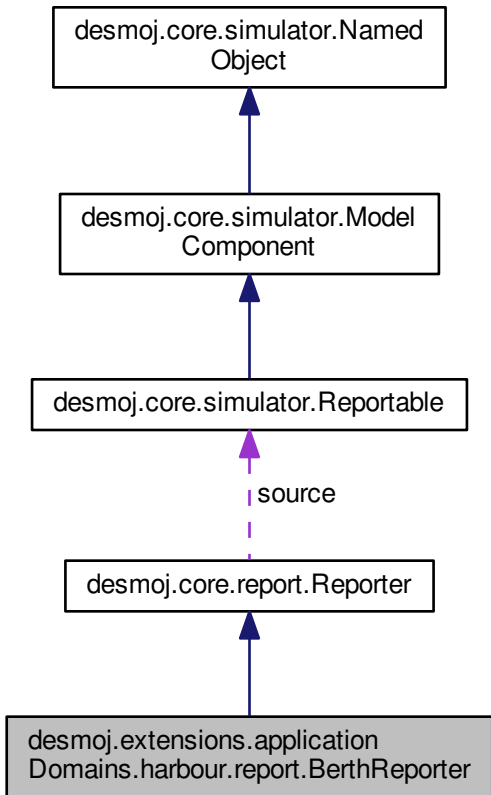 desmoj.core.simulator.Named
Object
desmoj.core.simulator.Model
Component
desmoj.core.simulator.Reportable
source
desmoj.core.report.Reporter
desmoj.extensions.application
Domains.harbour.report.BerthReporter